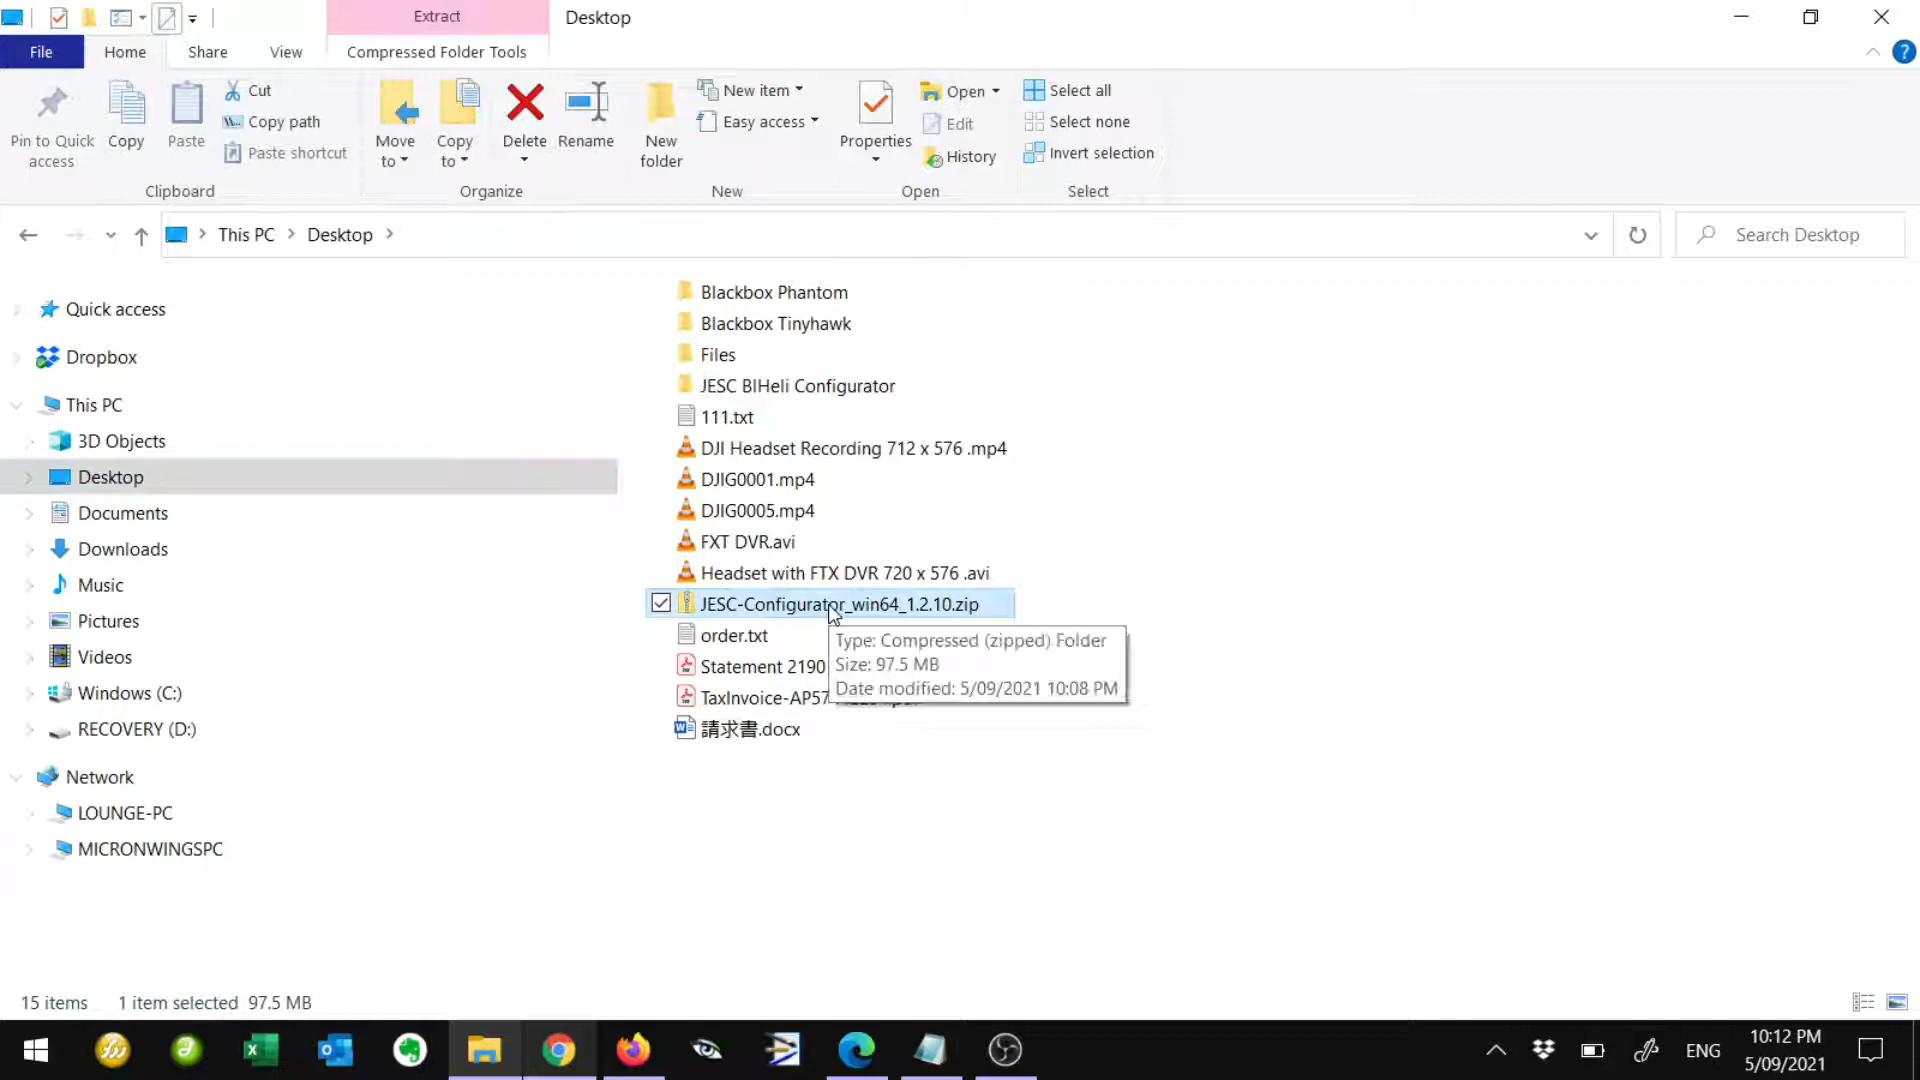 Extract
Desktop
File
Home
Share
View
Compressed Folder Tools
Pin to Quick access
Copy
Paste
Cut
Copy path
Paste shortcut
Clipboard
Move to
Copy to
Delete
Rename
Organize
New folder
New item
Easy access
New
Properties
Open
Edit
History
Open
Select all
Select none
Invert selection
Select
This PC
Desktop
Search Desktop
Quick access
Dropbox
This PC
3D Objects
Desktop
Documents
Downloads
Music
Pictures
Videos
Windows (C:)
RECOVERY (D:)
Network
LOUNGE-PC
MICRONWINGSPC
Blackbox Phantom
Blackbox Tinyhawk
Files
JESC BlHeli Configurator
111.txt
DJI Headset Recording 712 x 576 .mp4
DJIG0001.mp4
DJIG0005.mp4
FXT DVR.avi
Headset with FTX DVR 720 x 576 .avi
JESC-Configurator_win64_1.2.10.zip
order.txt
Statement 2190
TaxInvoice-AP57
請求書.docx
Type: Compressed (zipped) Folder
Size: 97.5 MB
Date modified: 5/09/2021 10:08 PM
15 items
1 item selected 97.5 MB
ENG
10:12 PM
5/09/2021